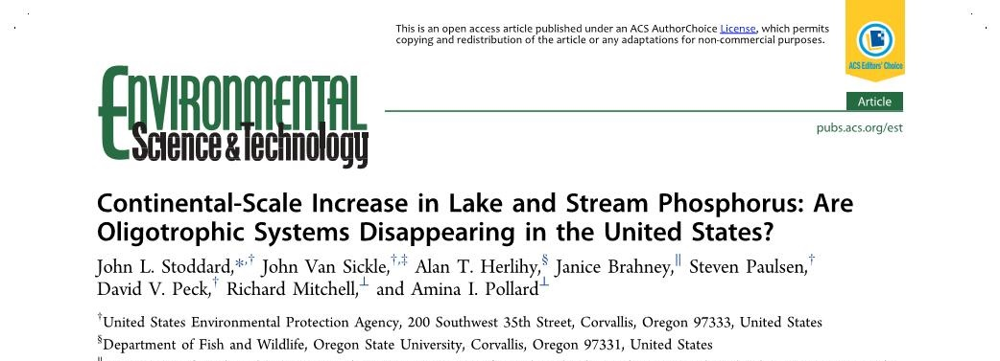 This is an open access article published under an ACS AuthorChoice License, which permits
copying and redistribution of the article or any adaptations for non-commercial purposes.
ACS Editors' Choice
ENVIRONMENTAL
Science & Technology
Article
pubs.acs.org/est
Continental-Scale Increase in Lake and Stream Phosphorus: Are
Oligotrophic Systems Disappearing in the United States?
John L. Stoddard,*,† John Van Sickle,†,‡ Alan T. Herlihy,§ Janice Brahney,∥ Steven Paulsen,†
David V. Peck,† Richard Mitchell,⊥ and Amina I. Pollard⊥
†United States Environmental Protection Agency, 200 Southwest 35th Street, Corvallis, Oregon 97333, United States
§Department of Fish and Wildlife, Oregon State University, Corvallis, Oregon 97331, United States